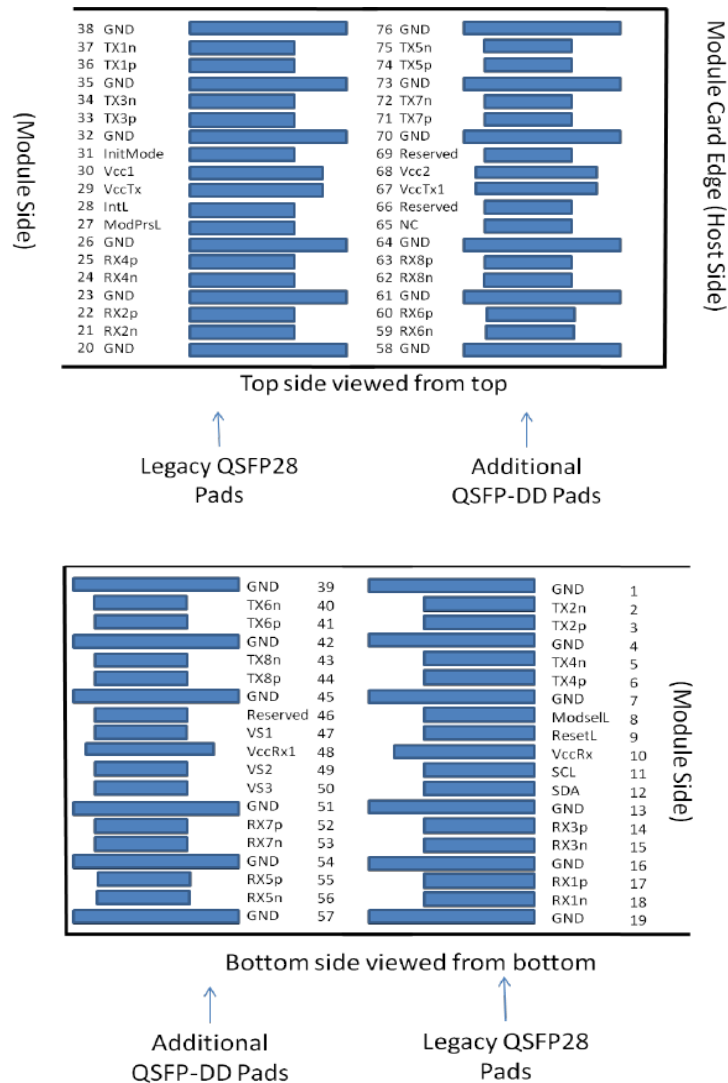 38 GND 76 GND
37 TX1n 75 TX5n
36 TX1p 74 TX5p
35 GND 73 GND
34 TX3n 72 TX7n
33 TX3p 71 TX7p
32 GND 70 GND
31 InitMode 69 Reserved
30 Vcc1 68 Vcc2
29 VccTx 67 VccTx1
28 IntL 66 Reserved
27 ModPrsL 65 NC
26 GND 64 GND
25 RX4p 63 RX8p
24 RX4n 62 RX8n
23 GND 61 GND
22 RX2p 60 RX6p
21 RX2n 59 RX6n
20 GND 58 GND
(Module Side)
Module Card Edge (Host Side)
Top side viewed from top
Legacy QSFP28
Pads
Additional
QSFP-DD Pads
GND 39 GND 1
TX6n 40 TX2n 2
TX6p 41 TX2p 3
GND 42 GND 4
TX8n 43 TX4n 5
TX8p 44 TX4p 6
GND 45 GND 7
Reserved 46 ModselL 8
VS1 47 ResetL 9
VccRx1 48 VccRx 10
VS2 49 SCL 11
VS3 50 SDA 12
GND 51 GND 13
RX7p 52 RX3p 14
RX7n 53 RX3n 15
GND 54 GND 16
RX5p 55 RX1p 17
RX5n 56 RX1n 18
GND 57 GND 19
(Module Side)
Bottom side viewed from bottom
Additional
QSFP-DD Pads
Legacy QSFP28
Pads